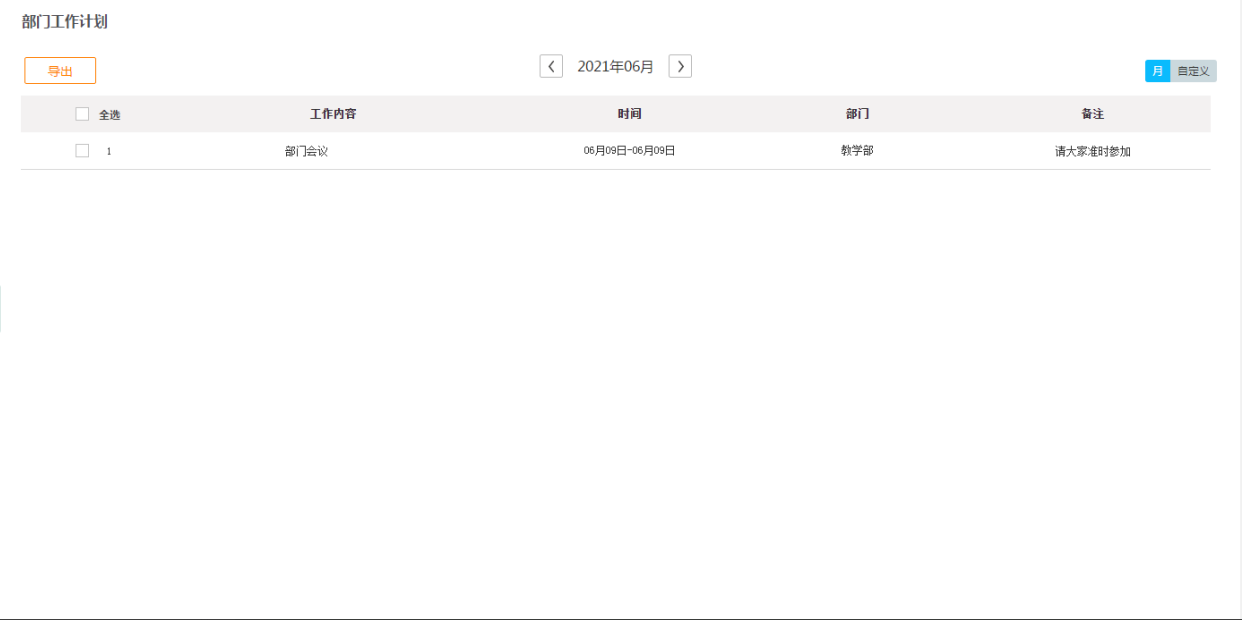 部门工作计划
导出 2021年06月 月 自定义
全选 工作内容 时间 部门 备注
1 部门会议 06月09日-06月09日 教学部 请大家准时参加